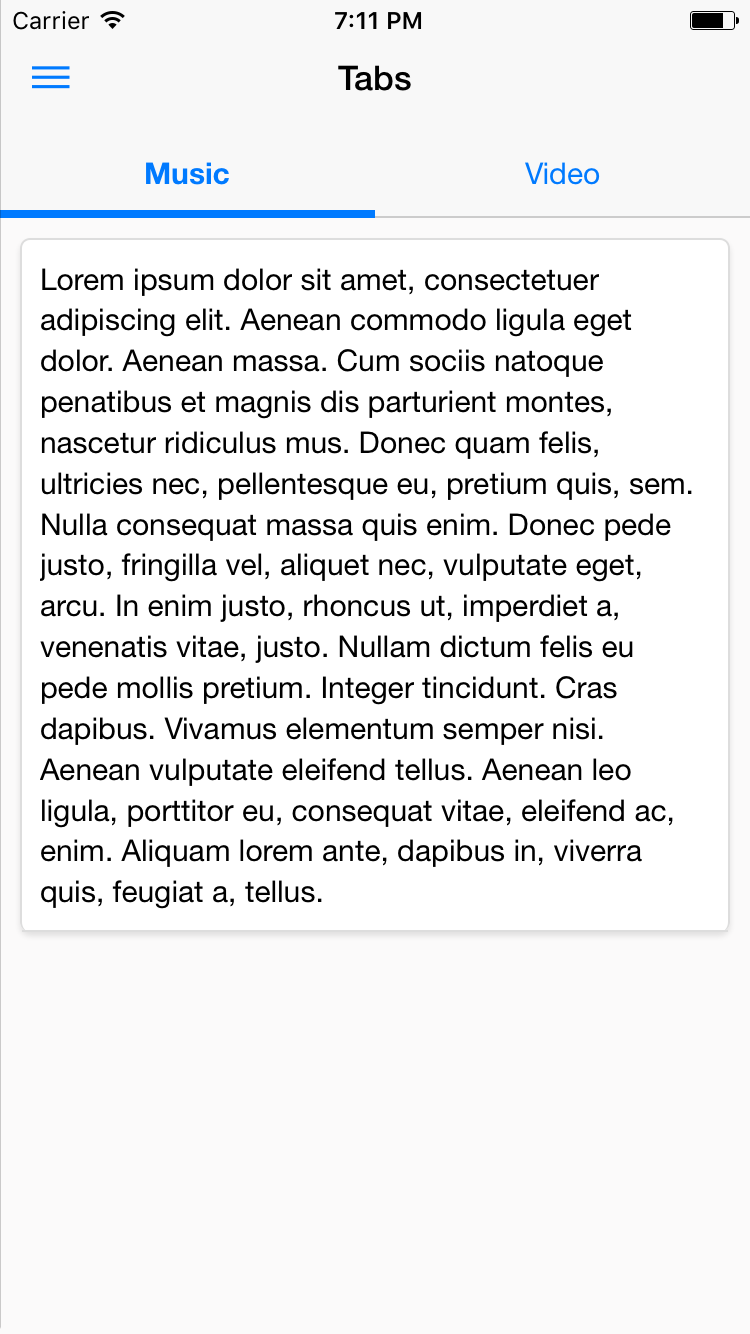 Carrier 7:11 PM
Tabs
Music Video
Lorem ipsum dolor sit amet, consectetuer
adipiscing elit. Aenean commodo ligula eget
dolor. Aenean massa. Cum sociis natoque
penatibus et magnis dis parturient montes,
nascetur ridiculus mus. Donec quam felis,
ultricies nec, pellentesque eu, pretium quis, sem.
Nulla consequat massa quis enim. Donec pede
justo, fringilla vel, aliquet nec, vulputate eget,
arcu. In enim justo, rhoncus ut, imperdiet a,
venenatis vitae, justo. Nullam dictum felis eu
pede mollis pretium. Integer tincidunt. Cras
dapibus. Vivamus elementum semper nisi.
Aenean vulputate eleifend tellus. Aenean leo
ligula, porttitor eu, consequat vitae, eleifend ac,
enim. Aliquam lorem ante, dapibus in, viverra
quis, feugiat a, tellus.